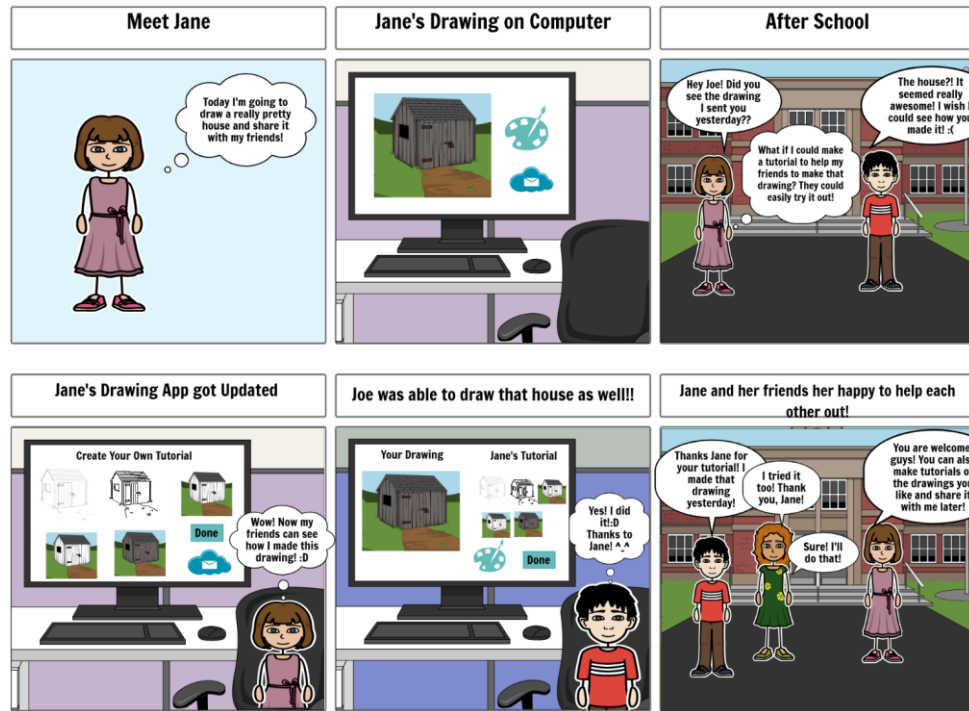 Meet Jane
Today I'm going to
draw a really pretty
house and share it
with my friends!
Jane's Drawing on Computer
After School
Hey Joe! Did you
see the drawing
I sent you
yesterday??
The house?! It
seemed really
awesome! I wish
could see how you
made it! :(
What if I could make
a tutorial to help my
friends to make that
drawing? They could
easily try it out!
Jane's Drawing App got Updated
Create Your Own Tutorial
Done
Wow! Now my
friends can see
how I made this
drawing! :D
Joe was able to draw that house as well!!
Your Drawing
Jane's Tutorial
Done
Yes! I did
it!:D
Thanks to
Jane! ^_^
Jane and her friends her happy to help each
other out!
Thanks Jane for
your tutorial! I
made that
drawing
yesterday!
I tried it
too! Thank
you, Jane!
You are welcome
guys! You can
make tutorials
the drawings you
like and share it
with me later!
Sure! I'll
do that!